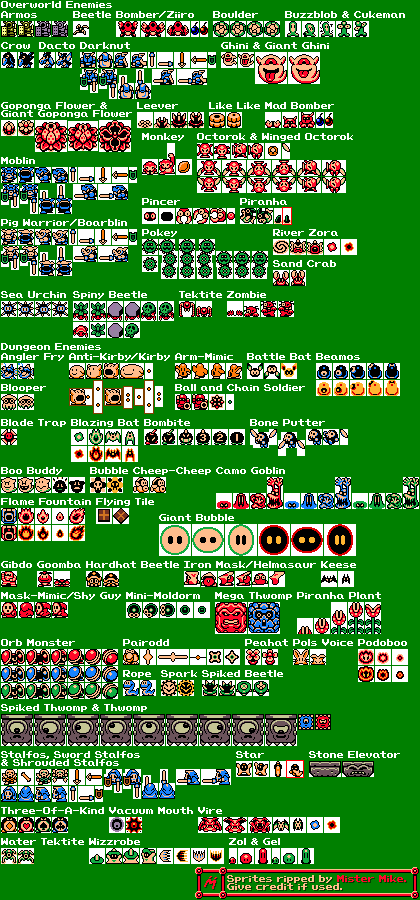 Overworld Enemies
Armos Beetle Bomber/Ziiro Boulder Buzzblob & Cukeman
Crow Dacto Darknut Ghini & Giant Ghini
Goponga Flower & Giant Goponga Flower Leever Like Like Mad Bomber
Monkey Octorok & Winged Octorok
Moblin
Pincer Piranha
Pig Warrior/Boarblin
Pokey River Zora
Sand Crab
Sea Urchin Spiny Beetle Tektite Zombie
Dungeon Enemies
Angler Fry Anti-Kirby/Kirby Arm-Mimic Battle Bat Beamos
Blooper Ball and Chain Soldier
Blade Trap Blazing Bat Bombite Bone Putter
Boo Buddy Bubble Cheep-Cheep Camo Goblin
Flame Fountain Flying Tile
Giant Bubble
Gibdo Goomba Hardhat Beetle Iron Mask/Helmasaur Keese
Mask-Mimic/Shy Guy Mini-Moldorm Mega Thwomp Piranha Plant
Orb Monster Pairodd Peahat Pols Voice Podoboo
Rope Spark Spiked Beetle
Spiked Thwomp & Thwomp
Stalfos, Sword Stalfos & Shrouded Stalfos Star Stone Elevator
Three-Of-A-Kind Vacuum Mouth Vire
Water Tektite Wizzrobe Zol & Gel
Sprites ripped by Mister Mike.
Give credit if used.